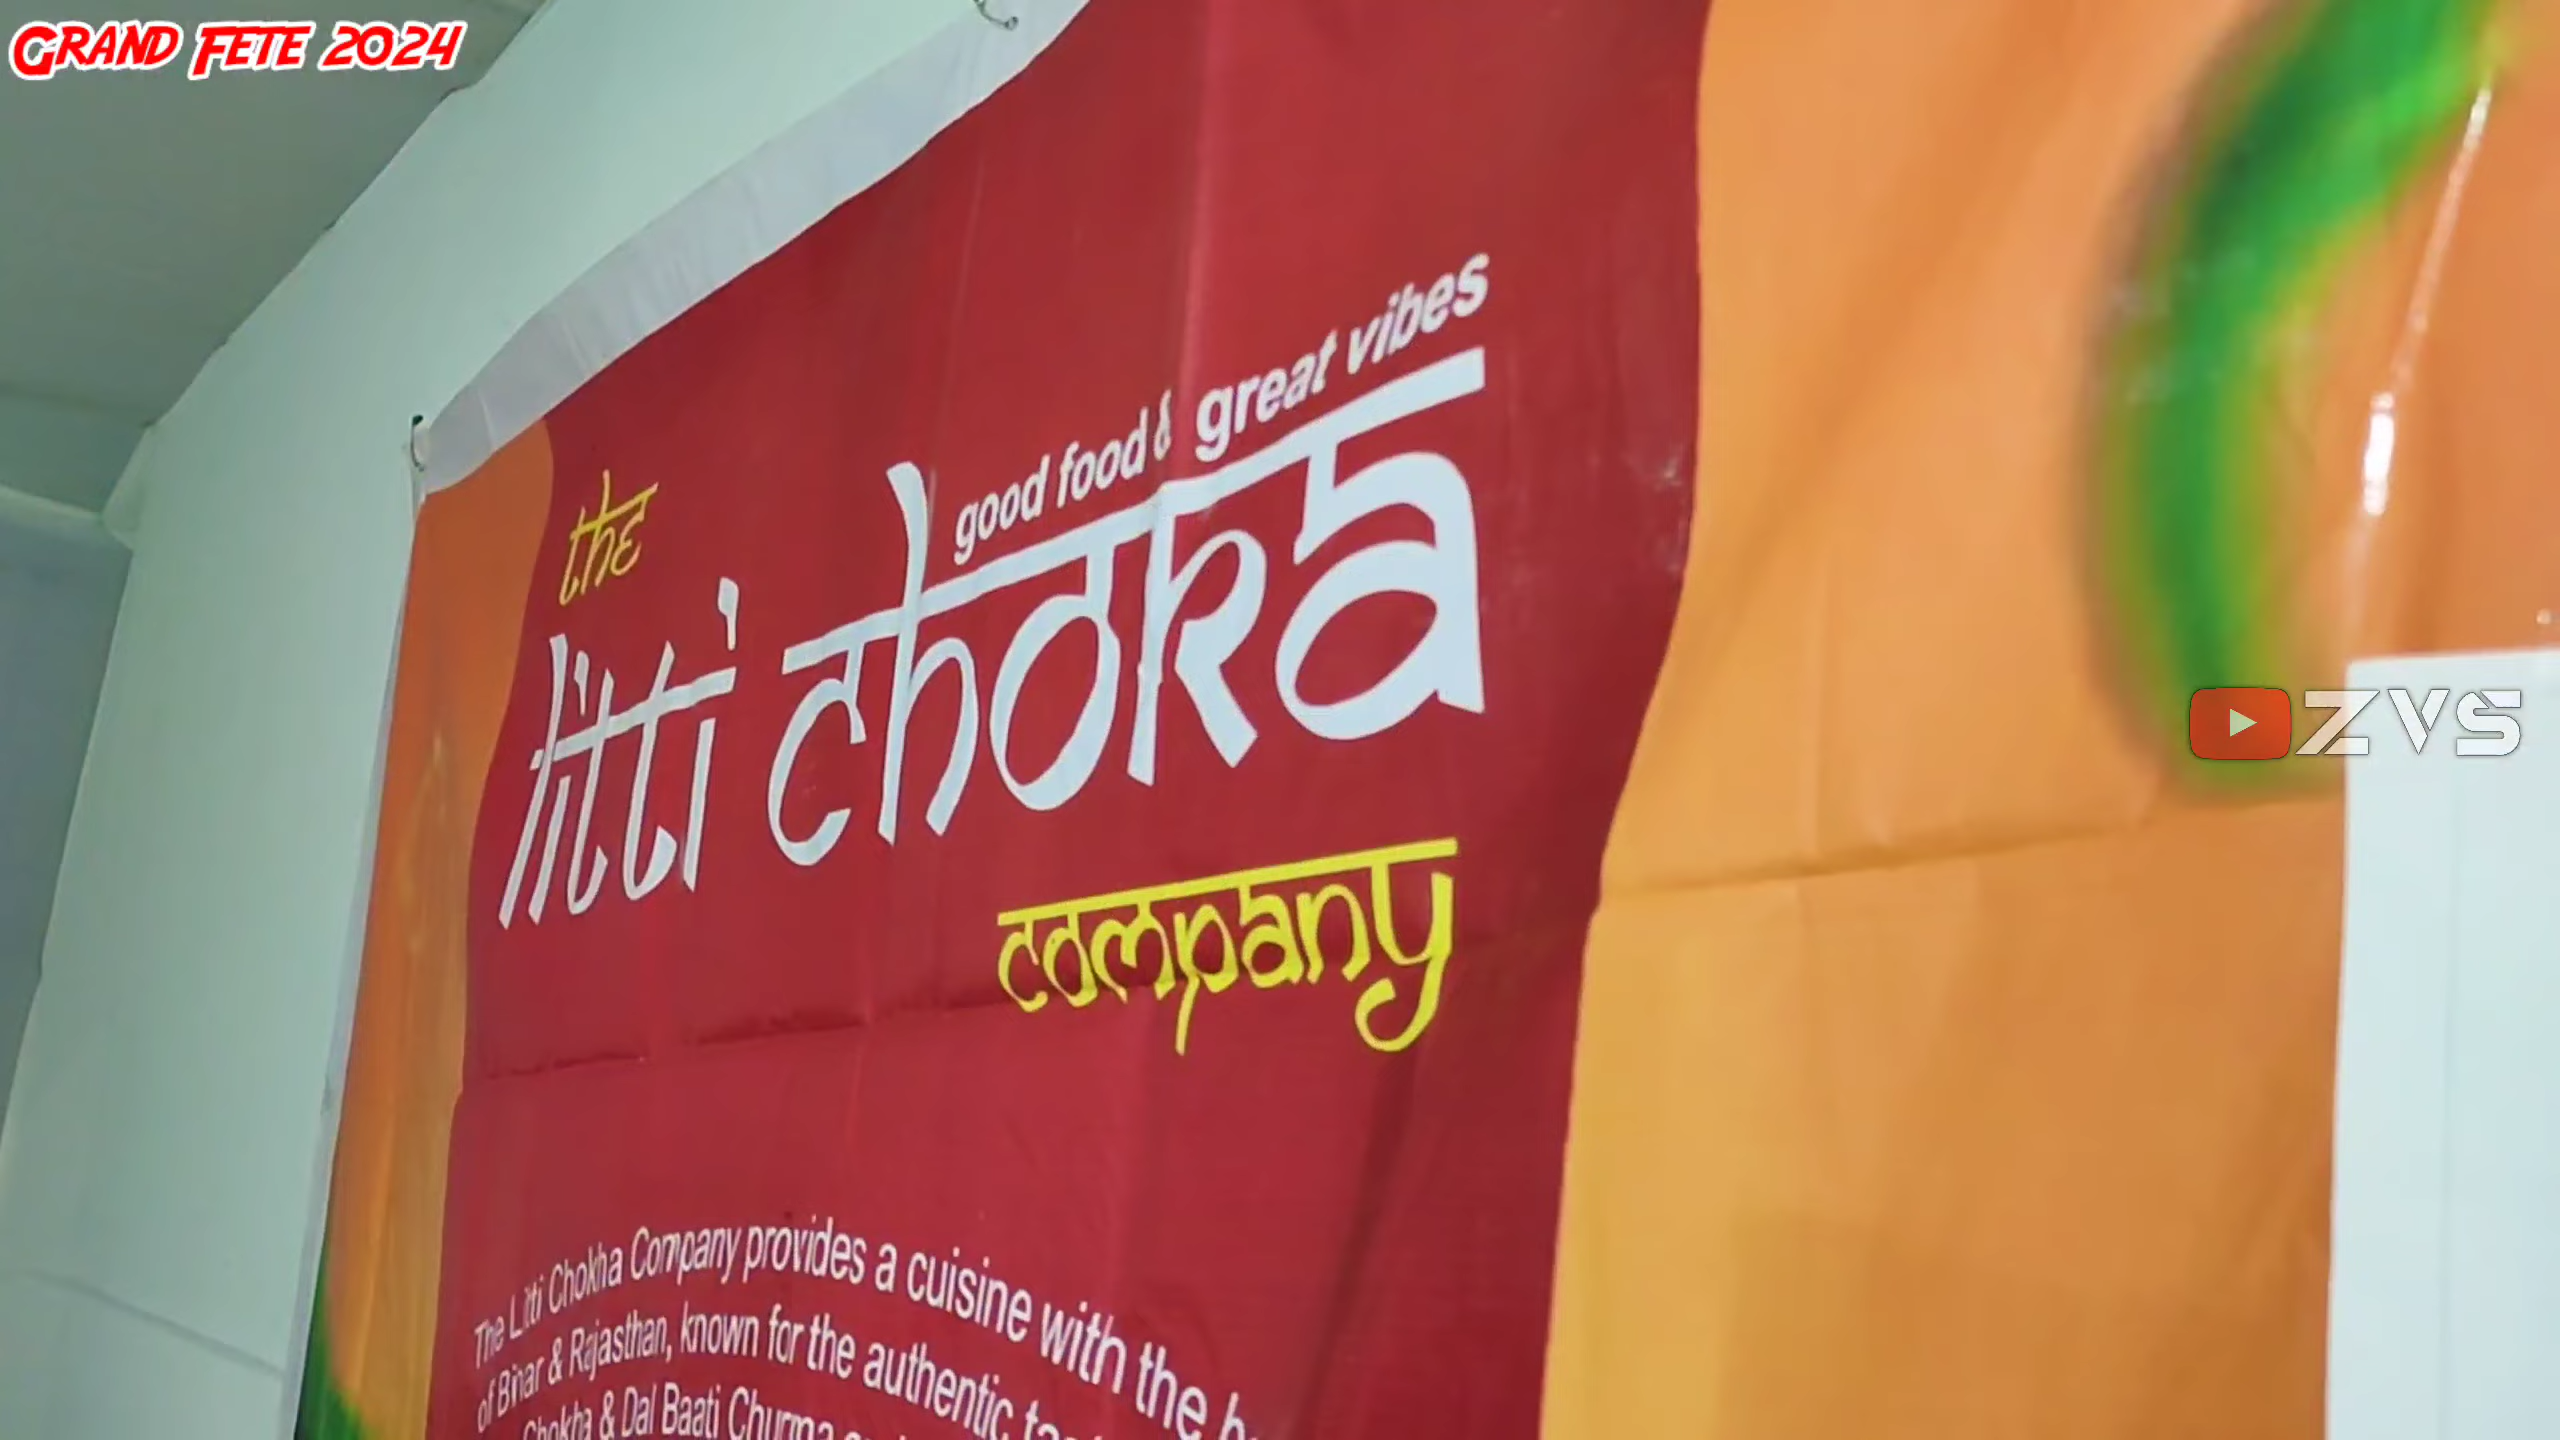 GRAND FETE 2024
good food & great vibes
the
litti choka
company
ZVS
The Litti Chokha Company provides a cuisine with the
of Bihar & Rajasthan, known for the authentic
Chokha & Dal Baati Churma